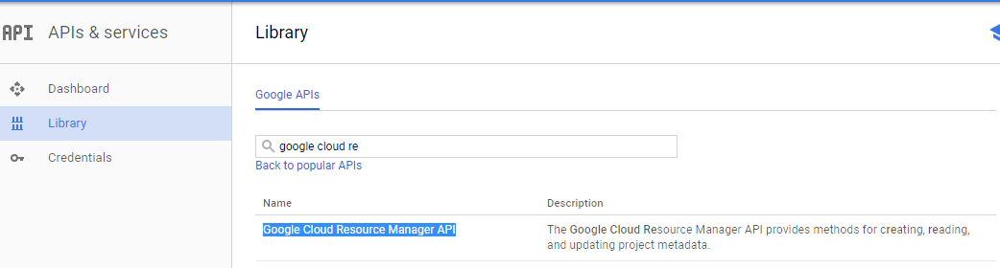 API APIs & services
Library
Dashboard
Library
Credentials
Google APIs
google cloud re
Back to popular APIs
Name Description
Google Cloud Resource Manager API The Google Cloud Resource Manager API provides methods for creating, reading,
and updating project metadata.